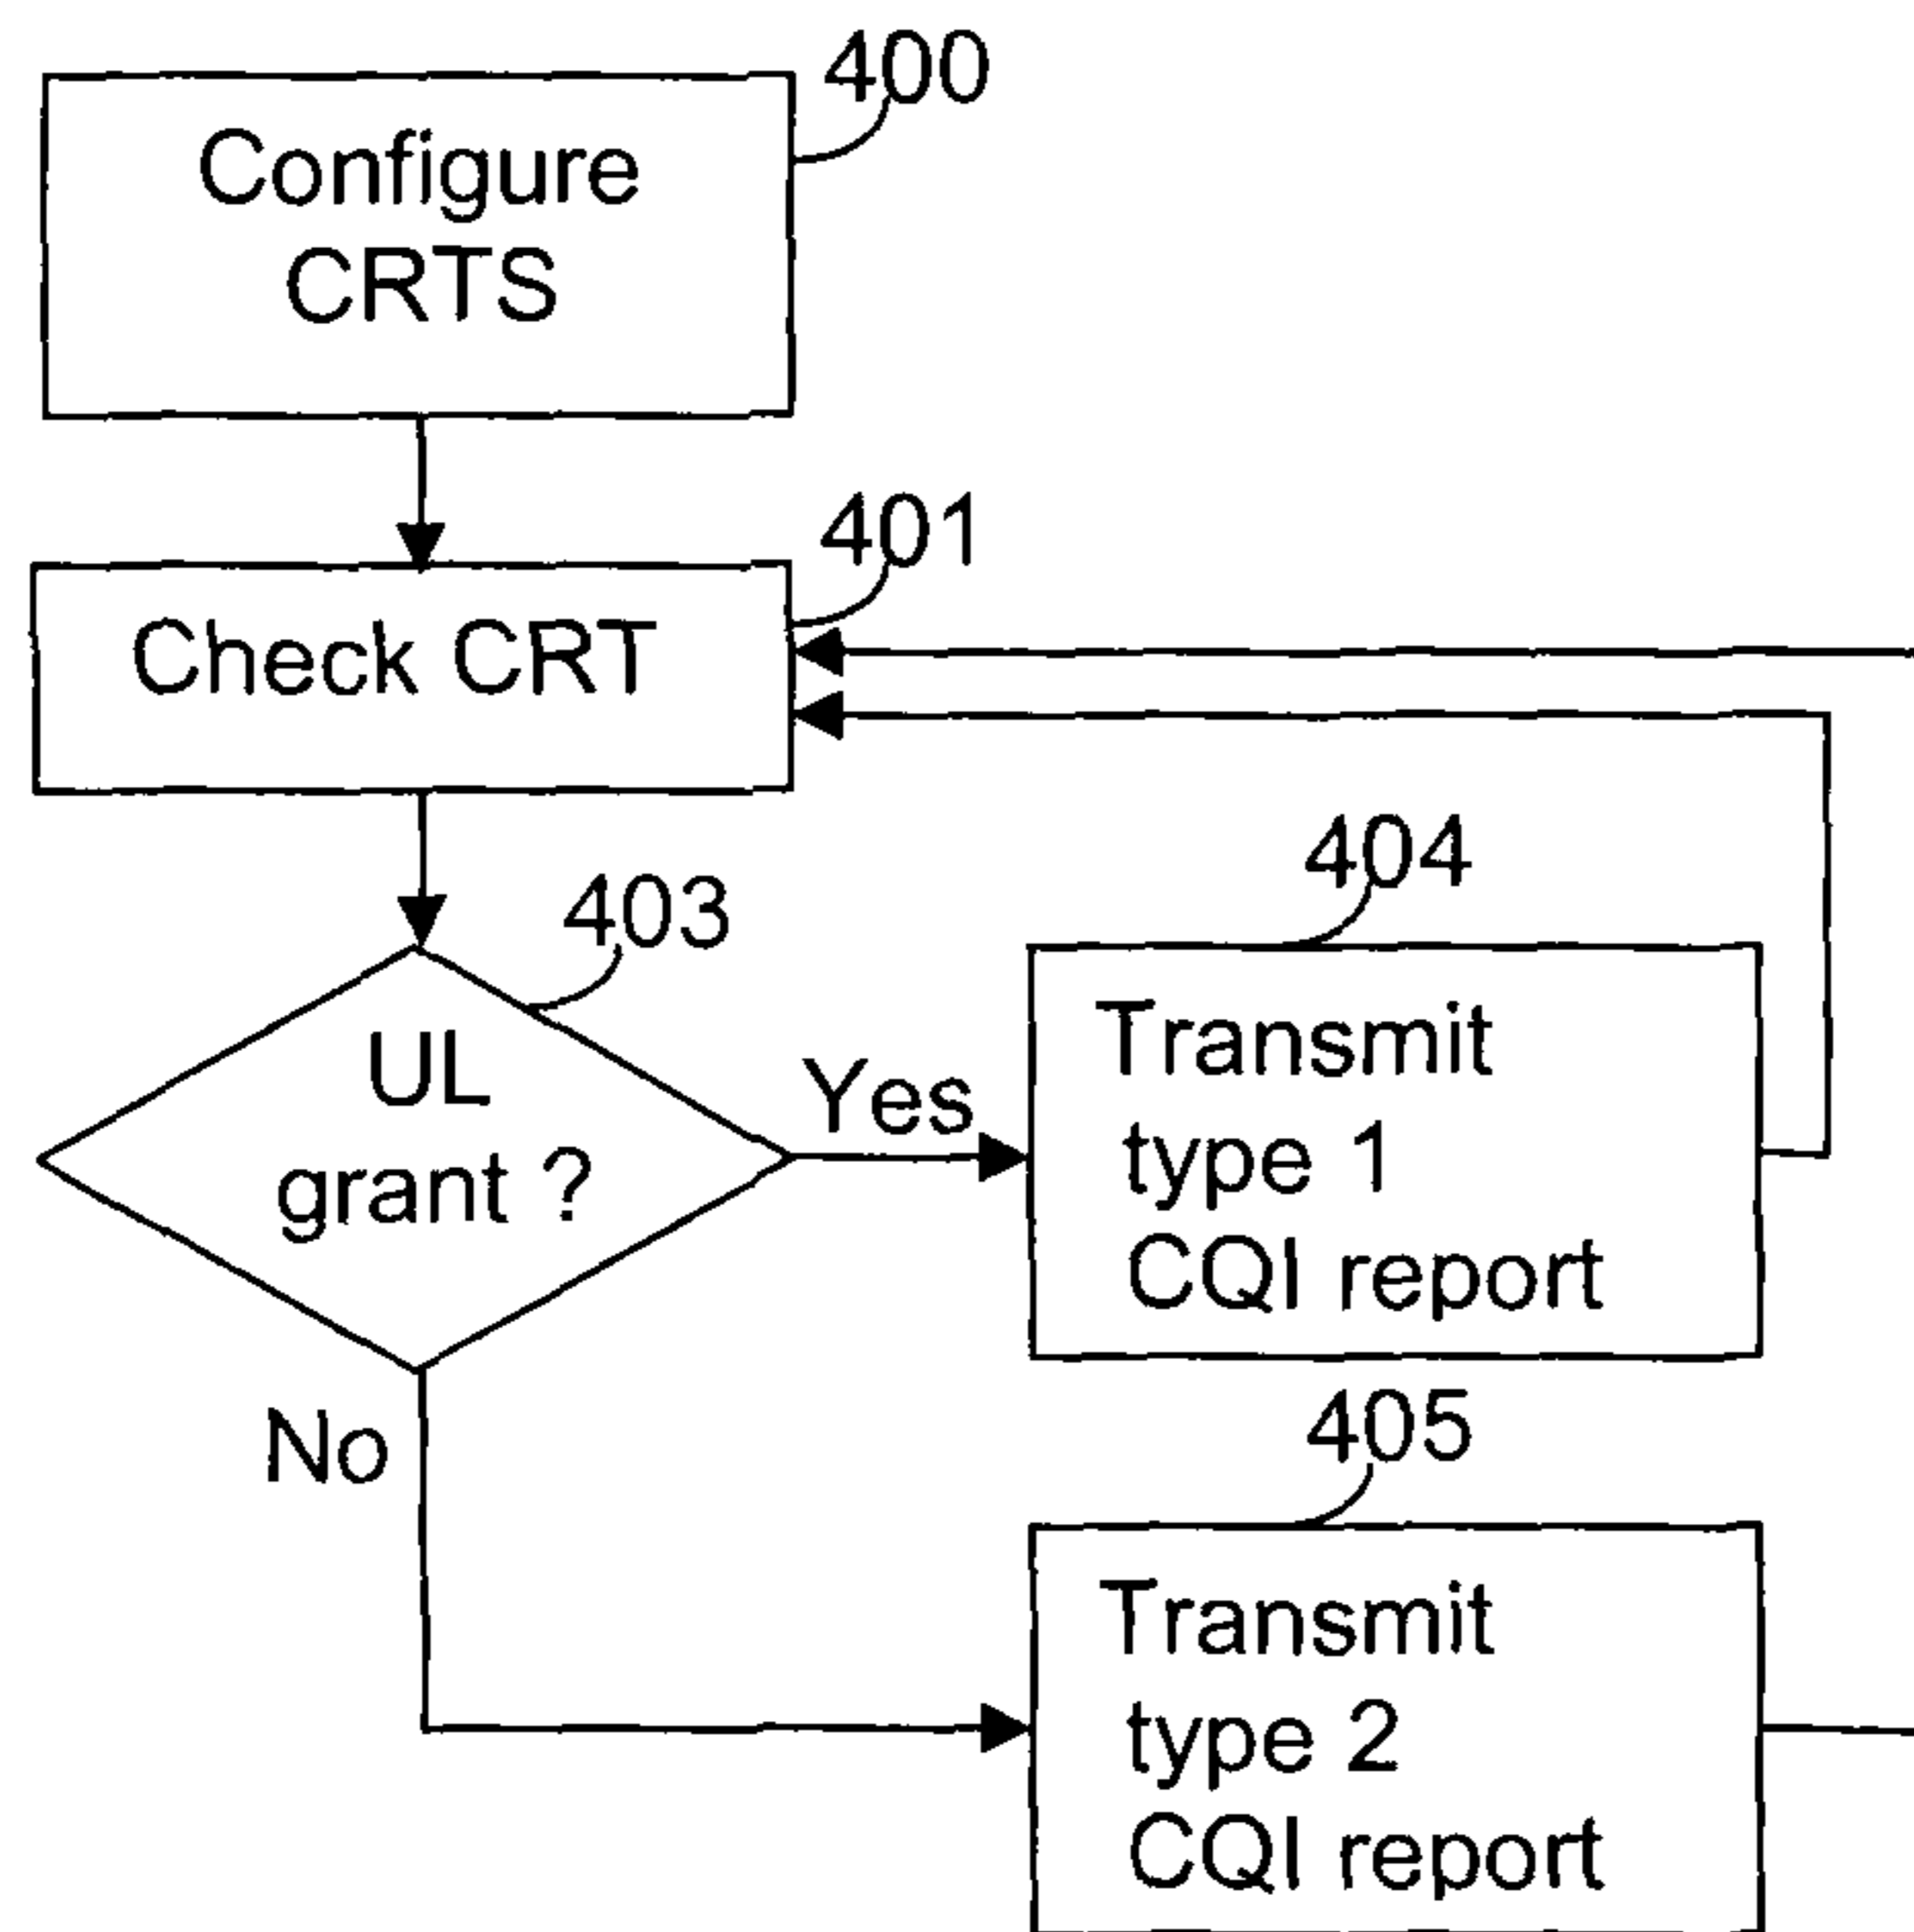 400
Configure
CRTS
401
Check CRT
403
UL
grant ?
Yes
No
404
Transmit
type 1
CQI report
405
Transmit
type 2
CQI report